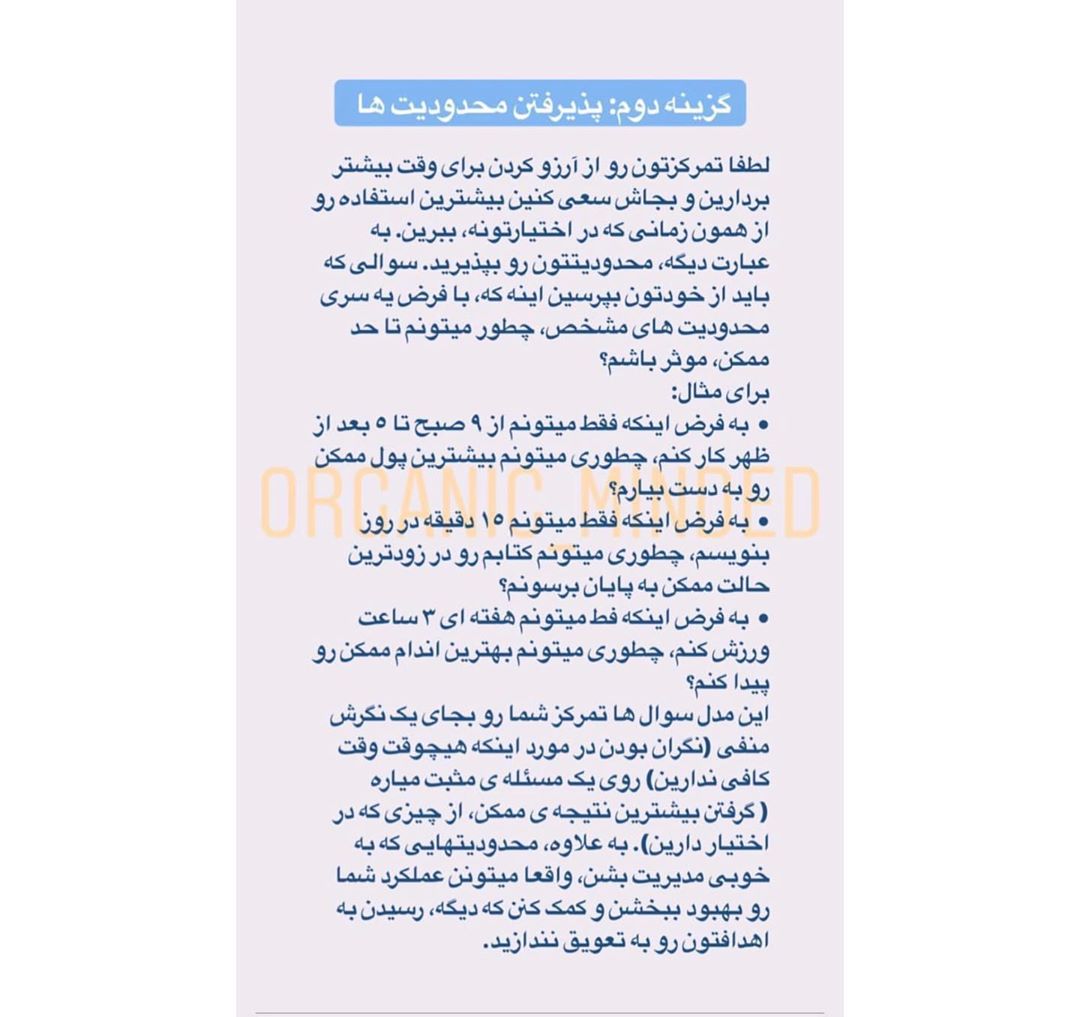 گزینه دوم: پذیرفتن محدودیت ها
لطفا تمرکزتون رو از آرزو کردن برای وقت بیشتر
بردارین و بجاش سعی کنین بیشترین استفاده رو
از همون زمانی که در اختیارتونه، ببرین. به
عبارت دیگه، محدودیتتون رو بپذیرید. سوالی که
باید از خودتون بپرسین اینه که، با فرض یه سری
محدودیت های مشخص، چطور میتونم تا حد
ممکن، موثر باشم؟
برای مثال:
• به فرض اینکه فقط میتونم از ۹ صبح تا ۵ بعد از
ظهر کار کنم، چطوری میتونم بیشترین پول ممکن
رو به دست بیارم؟
ORGANIC_MINDED
• به فرض اینکه فقط میتونم ۱۵ دقیقه در روز
بنویسم، چطوری میتونم کتابم رو در زودترین
حالت ممکن به پایان برسونم؟
• به فرض اینکه فط میتونم هفته ای ۳ ساعت
ورزش کنم، چطوری میتونم بهترین اندام ممکن رو
پیدا کنم؟
این مدل سوال ها تمرکز شما رو بجای یک نگرش
منفی (نگران بودن در مورد اینکه هیچوقت وقت
کافی ندارین) روی یک مسئله ی مثبت میاره
( گرفتن بیشترین نتیجه ی ممکن، از چیزی که در
اختیار دارین). به علاوه، محدودیتهایی که به
خوبی مدیریت بشن، واقعا میتونن عملکرد شما
رو بهبود ببخشن و کمک کنن که دیگه، رسیدن به
اهدافتون رو به تعویق نندازید.